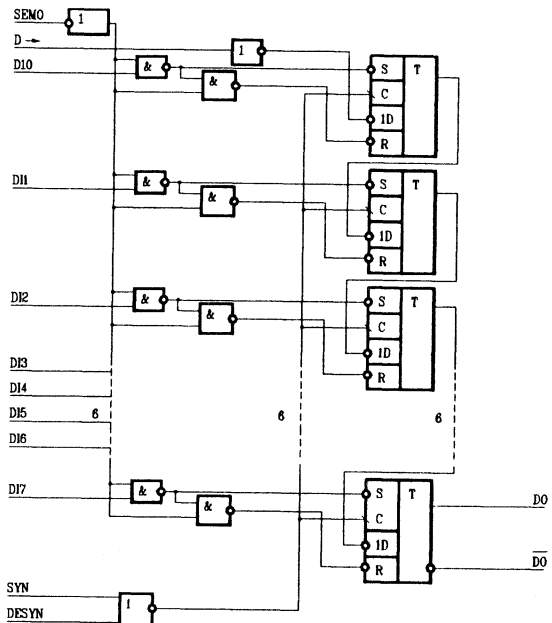 SEMO
1
D →
1
D10
&
&
S T
C
1D
R
DI1
&
&
S T
C
1D
R
DI2
&
&
S T
C
1D
R
DI3
DI4
DI5 6 6 6
DI6
DI7
&
&
S T
C
1D
R
DO
DO
SYN
1
DESYN